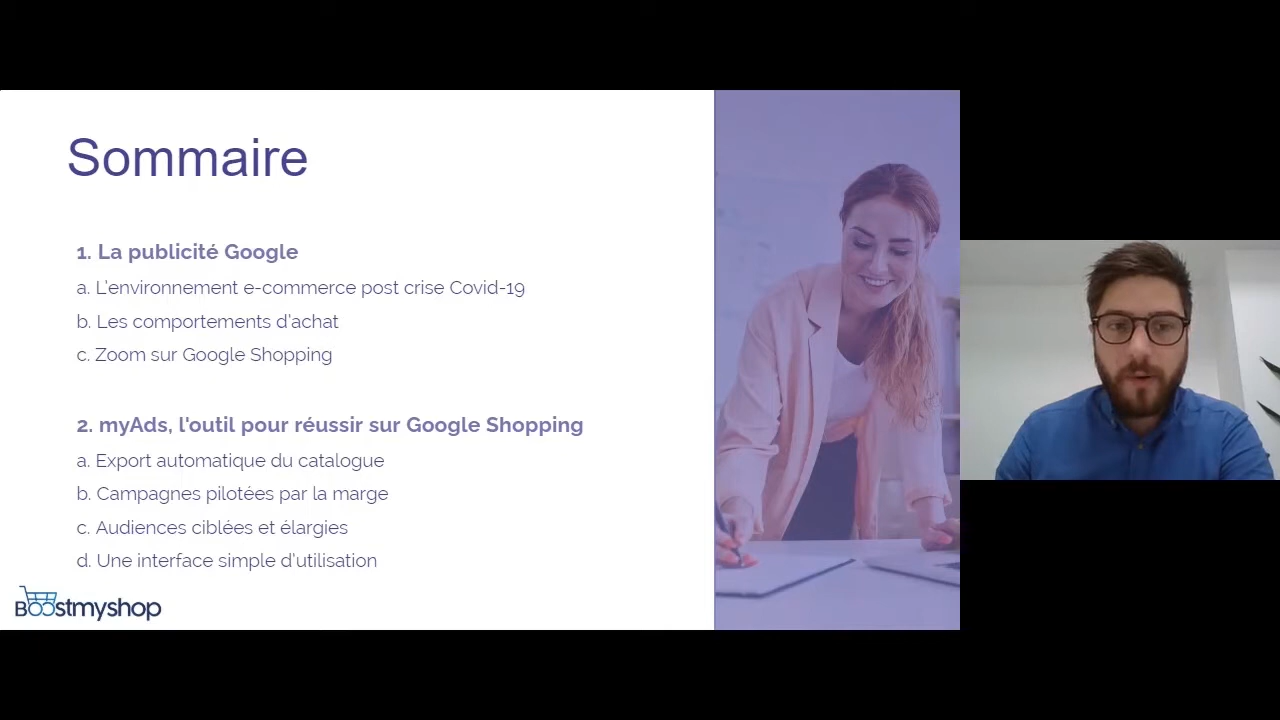 Sommaire
1. La publicité Google
a. L'environnement e-commerce post crise Covid-19
b. Les comportements d'achat
c. Zoom sur Google Shopping
2. myAds, l'outil pour réussir sur Google Shopping
a. Export automatique du catalogue
b. Campagnes pilotées par la marge
c. Audiences ciblées et élargies
d. Une interface simple d'utilisation
Boostmyshop